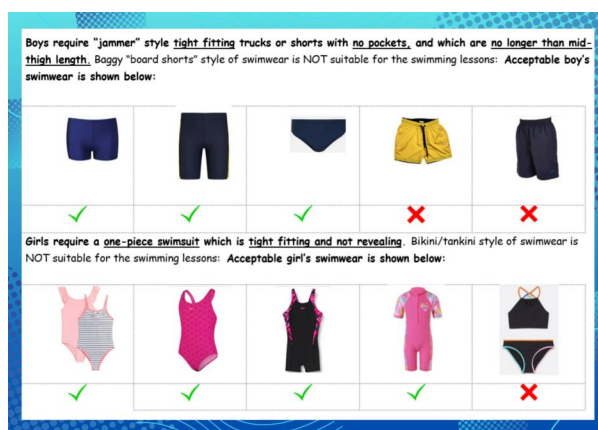 Boys require “jammer” style tight fitting trucks or shorts with no pockets, and which are no longer than mid-
thigh length. Baggy “board shorts” style of swimwear is NOT suitable for the swimming lessons: Acceptable boy’s
swimwear is shown below:
Girls require a one-piece swimsuit which is tight fitting and not revealing. Bikini/tankini style of swimwear is
NOT suitable for the swimming lessons: Acceptable girl’s swimwear is shown below: